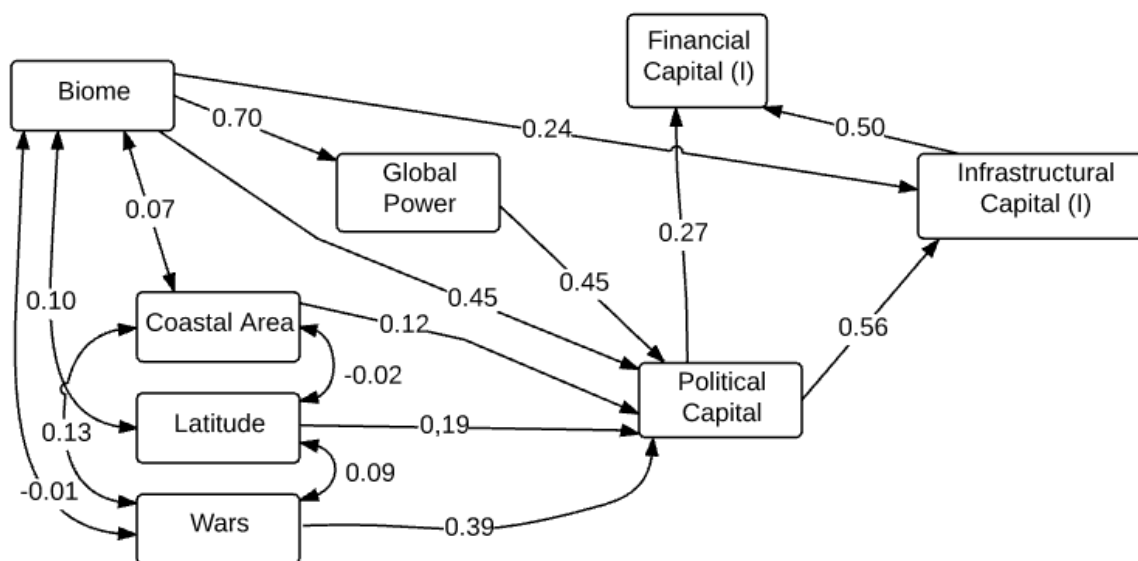 Financial
Capital (I)
Biome
0.70
0.24
0.50
Global
Power
Infrastructural
Capital (I)
0.07
0.27
0.45
0.10
0.45
Coastal Area
0.12
0.56
-0.02
Political
Capital
Latitude
0,19
0.13
0.09
-0.01
Wars
0.39